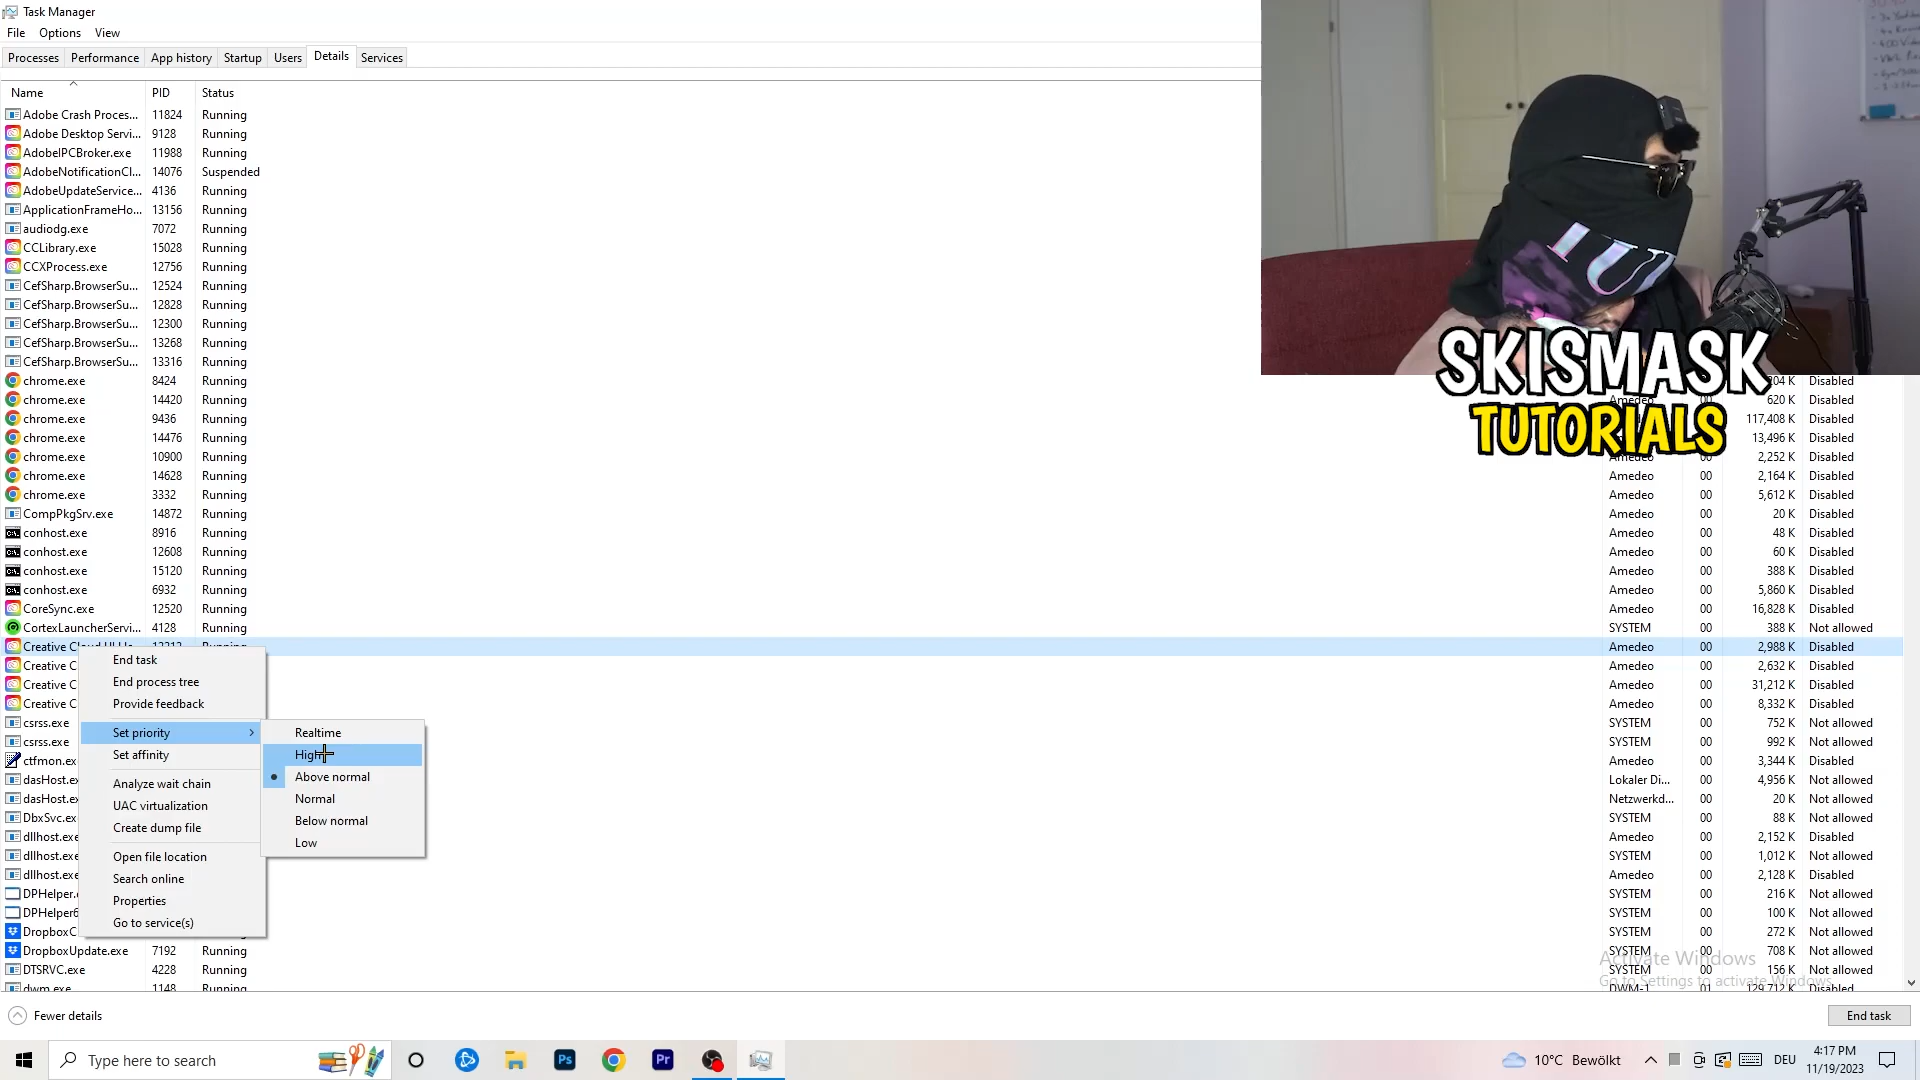 Task Manager
File Options View
Processes Performance App history Startup Users Details Services
Name PID Status
Adobe Crash Proces... 11824 Running
Adobe Desktop Servi... 9128 Running
AdobeIPCBroker.exe 11988 Running
AdobeNotificationCl... 14076 Suspended
AdobeUpdateService... 4136 Running
ApplicationFrameHo... 13156 Running
audiodg.exe 7072 Running
CCLibrary.exe 15028 Running
CCXProcess.exe 12756 Running
CefSharp.BrowserSu... 12524 Running
CefSharp.BrowserSu... 12828 Running
CefSharp.BrowserSu... 12300 Running
CefSharp.BrowserSu... 13268 Running
CefSharp.BrowserSu... 13316 Running
SKISMASK
TUTORIALS
chrome.exe 8424 Running Disabled
chrome.exe 14420 Running Amedeo 00 620 K Disabled
chrome.exe 9436 Running 117,408 K Disabled
chrome.exe 14476 Running 13,496 K Disabled
chrome.exe 10900 Running Amedeo 00 2,252 K Disabled
chrome.exe 14628 Running Amedeo 00 2,164 K Disabled
chrome.exe 3332 Running Amedeo 00 5,612 K Disabled
CompPkgSrv.exe 14872 Running Amedeo 00 20 K Disabled
conhost.exe 8916 Running Amedeo 00 48 K Disabled
conhost.exe 12608 Running Amedeo 00 60 K Disabled
conhost.exe 15120 Running Amedeo 00 388 K Disabled
conhost.exe 6932 Running Amedeo 00 5,860 K Disabled
CoreSync.exe 12520 Running Amedeo 00 16,828 K Disabled
CortexLauncherServi... 4128 Running SYSTEM 00 388 K Not allowed
Creative Cloud UI He... 13212 Running Amedeo 00 2,988 K Disabled
Creative C Amedeo 00 2,632 K Disabled
Creative C Amedeo 00 31,212 K Disabled
Creative C Amedeo 00 8,332 K Disabled
csrss.exe SYSTEM 00 752 K Not allowed
csrss.exe SYSTEM 00 992 K Not allowed
ctfmon.ex Amedeo 00 3,344 K Disabled
dasHost.ex Lokaler Di... 00 4,956 K Not allowed
dasHost.ex Netzwerkd... 00 20 K Not allowed
DbxSvc.ex SYSTEM 00 88 K Not allowed
dllhost.exe Amedeo 00 2,152 K Disabled
dllhost.exe SYSTEM 00 1,012 K Not allowed
dllhost.exe Amedeo 00 2,128 K Disabled
DPHelper. SYSTEM 00 216 K Not allowed
DPHelper6 SYSTEM 00 100 K Not allowed
DropboxC SYSTEM 00 272 K Not allowed
DropboxUpdate.exe 7192 Running SYSTEM 00 708 K Not allowed
DTSRVC.exe 4228 Running SYSTEM 00 156 K Not allowed
dwm.exe 1148 Running DWM-1 01 129,712 K Disabled
End task
End process tree
Provide feedback
Set priority
Set affinity
Analyze wait chain
UAC virtualization
Create dump file
Open file location
Search online
Properties
Go to service(s)
Realtime
High
Above normal
Normal
Below normal
Low
Activate Windows
Go to Settings to activate Windows.
Fewer details End task
Type here to search Ps Pr 10°C Bewölkt DEU 4:17 PM
11/19/2023